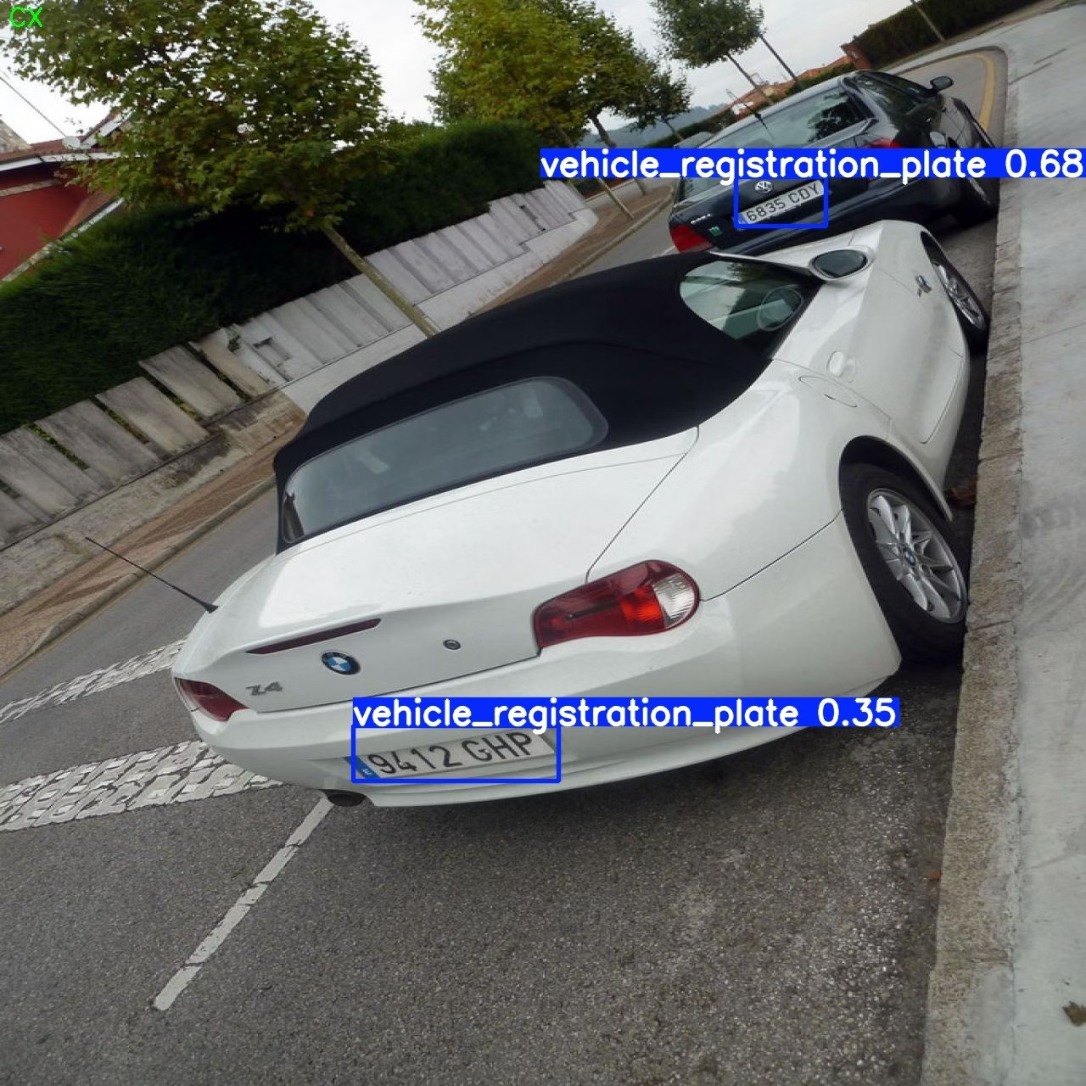 CX
vehicle_registration_plate 0.68
6835 CDY
Z4
vehicle_registration_plate 0.35
9412 GHP